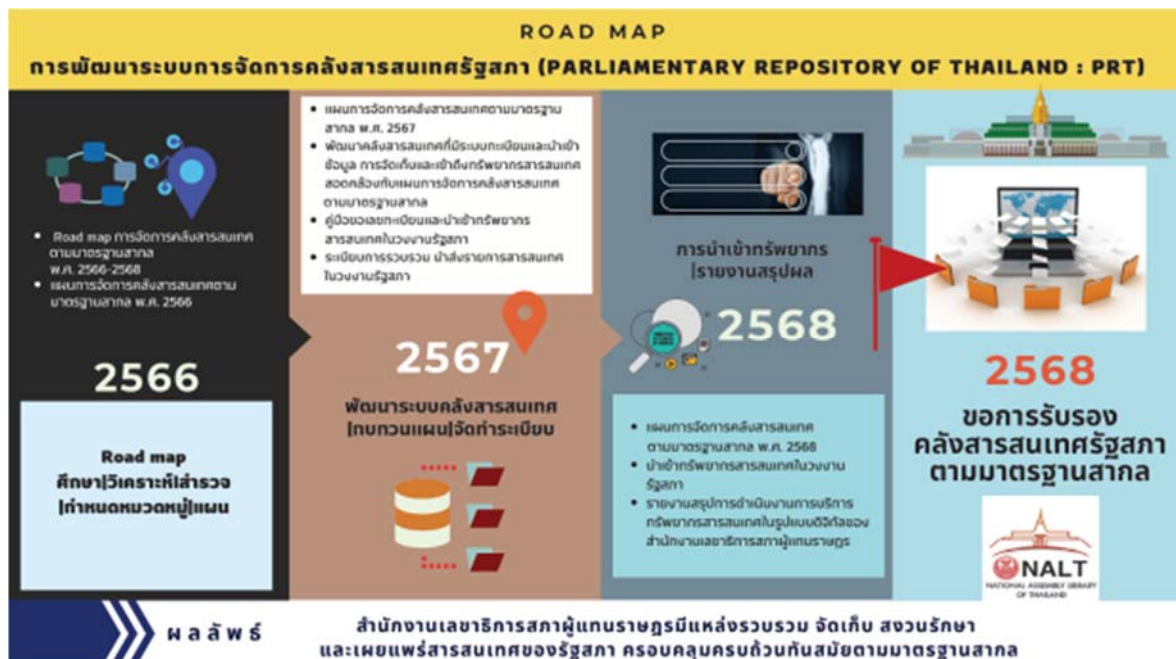 ROAD MAP
การพัฒนาระบบการจัดการคลังสารสนเทศรัฐสภา (PARLIAMENTARY REPOSITORY OF THAILAND : PRT)
• Road map การจัดการคลังสารสนเทศ
ตามมาตรฐานสากล
พ.ศ. 2566-2568
• แผนการจัดการคลังสารสนเทศตาม
มาตรฐานสากล พ.ศ. 2566
2566
Road map
ศึกษา|วิเคราะห์|สำรวจ
|กำหนดหมวดหมู่|แผน
• แผนการจัดการคลังสารสนเทศตามมาตรฐาน
สากล พ.ศ. 2567
• พัฒนาคลังสารสนเทศที่มีระบบทะเบียนและนำเข้า
ข้อมูล การจัดเก็บและเข้าถึงทรัพยากรสารสนเทศ
สอดคล้องกับแผนการจัดการคลังสารสนเทศ
ตามมาตรฐานสากล
• คู่มือขอเลขทะเบียนและนำเข้าทรัพยากร
สารสนเทศในวงงานรัฐสภา
• ระเบียบการรวบรวม นำส่งรายการสารสนเทศ
ในวงงานรัฐสภา
2567
พัฒนาระบบคลังสารสนเทศ
|ทบทวนแผน|จัดทำระเบียบ
การนำเข้าทรัพยากร
|รายงานสรุปผล
2568
• แผนการจัดการคลังสารสนเทศ
ตามมาตรฐานสากล พ.ศ. 2568
• นำเข้าทรัพยากรสารสนเทศในวงงาน
รัฐสภา
• รายงานสรุปการดำเนินงานการบริการ
ทรัพยากรสารสนเทศในรูปแบบดิจิทัลของ
สำนักงานเลขาธิการสภาผู้แทนราษฎร
2568
ขอการรับรอง
คลังสารสนเทศรัฐสภา
ตามมาตรฐานสากล
NALT
NATIONAL ASSEMBLY LIBRARY
OF THAILAND
ผลลัพธ์
สำนักงานเลขาธิการสภาผู้แทนราษฎรมีแหล่งรวบรวม จัดเก็บ สงวนรักษา
และเผยแพร่สารสนเทศของรัฐสภา ครอบคลุมครบถ้วนทันสมัยตามมาตรฐานสากล